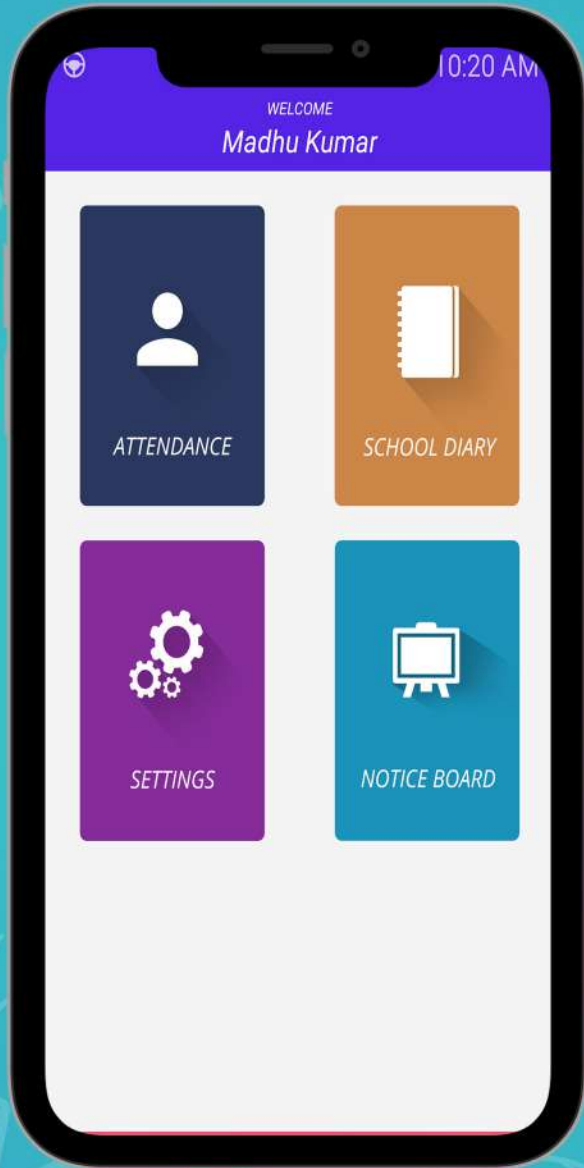 10:20 AM
WELCOME
Madhu Kumar
ATTENDANCE
SCHOOL DIARY
SETTINGS
NOTICE BOARD